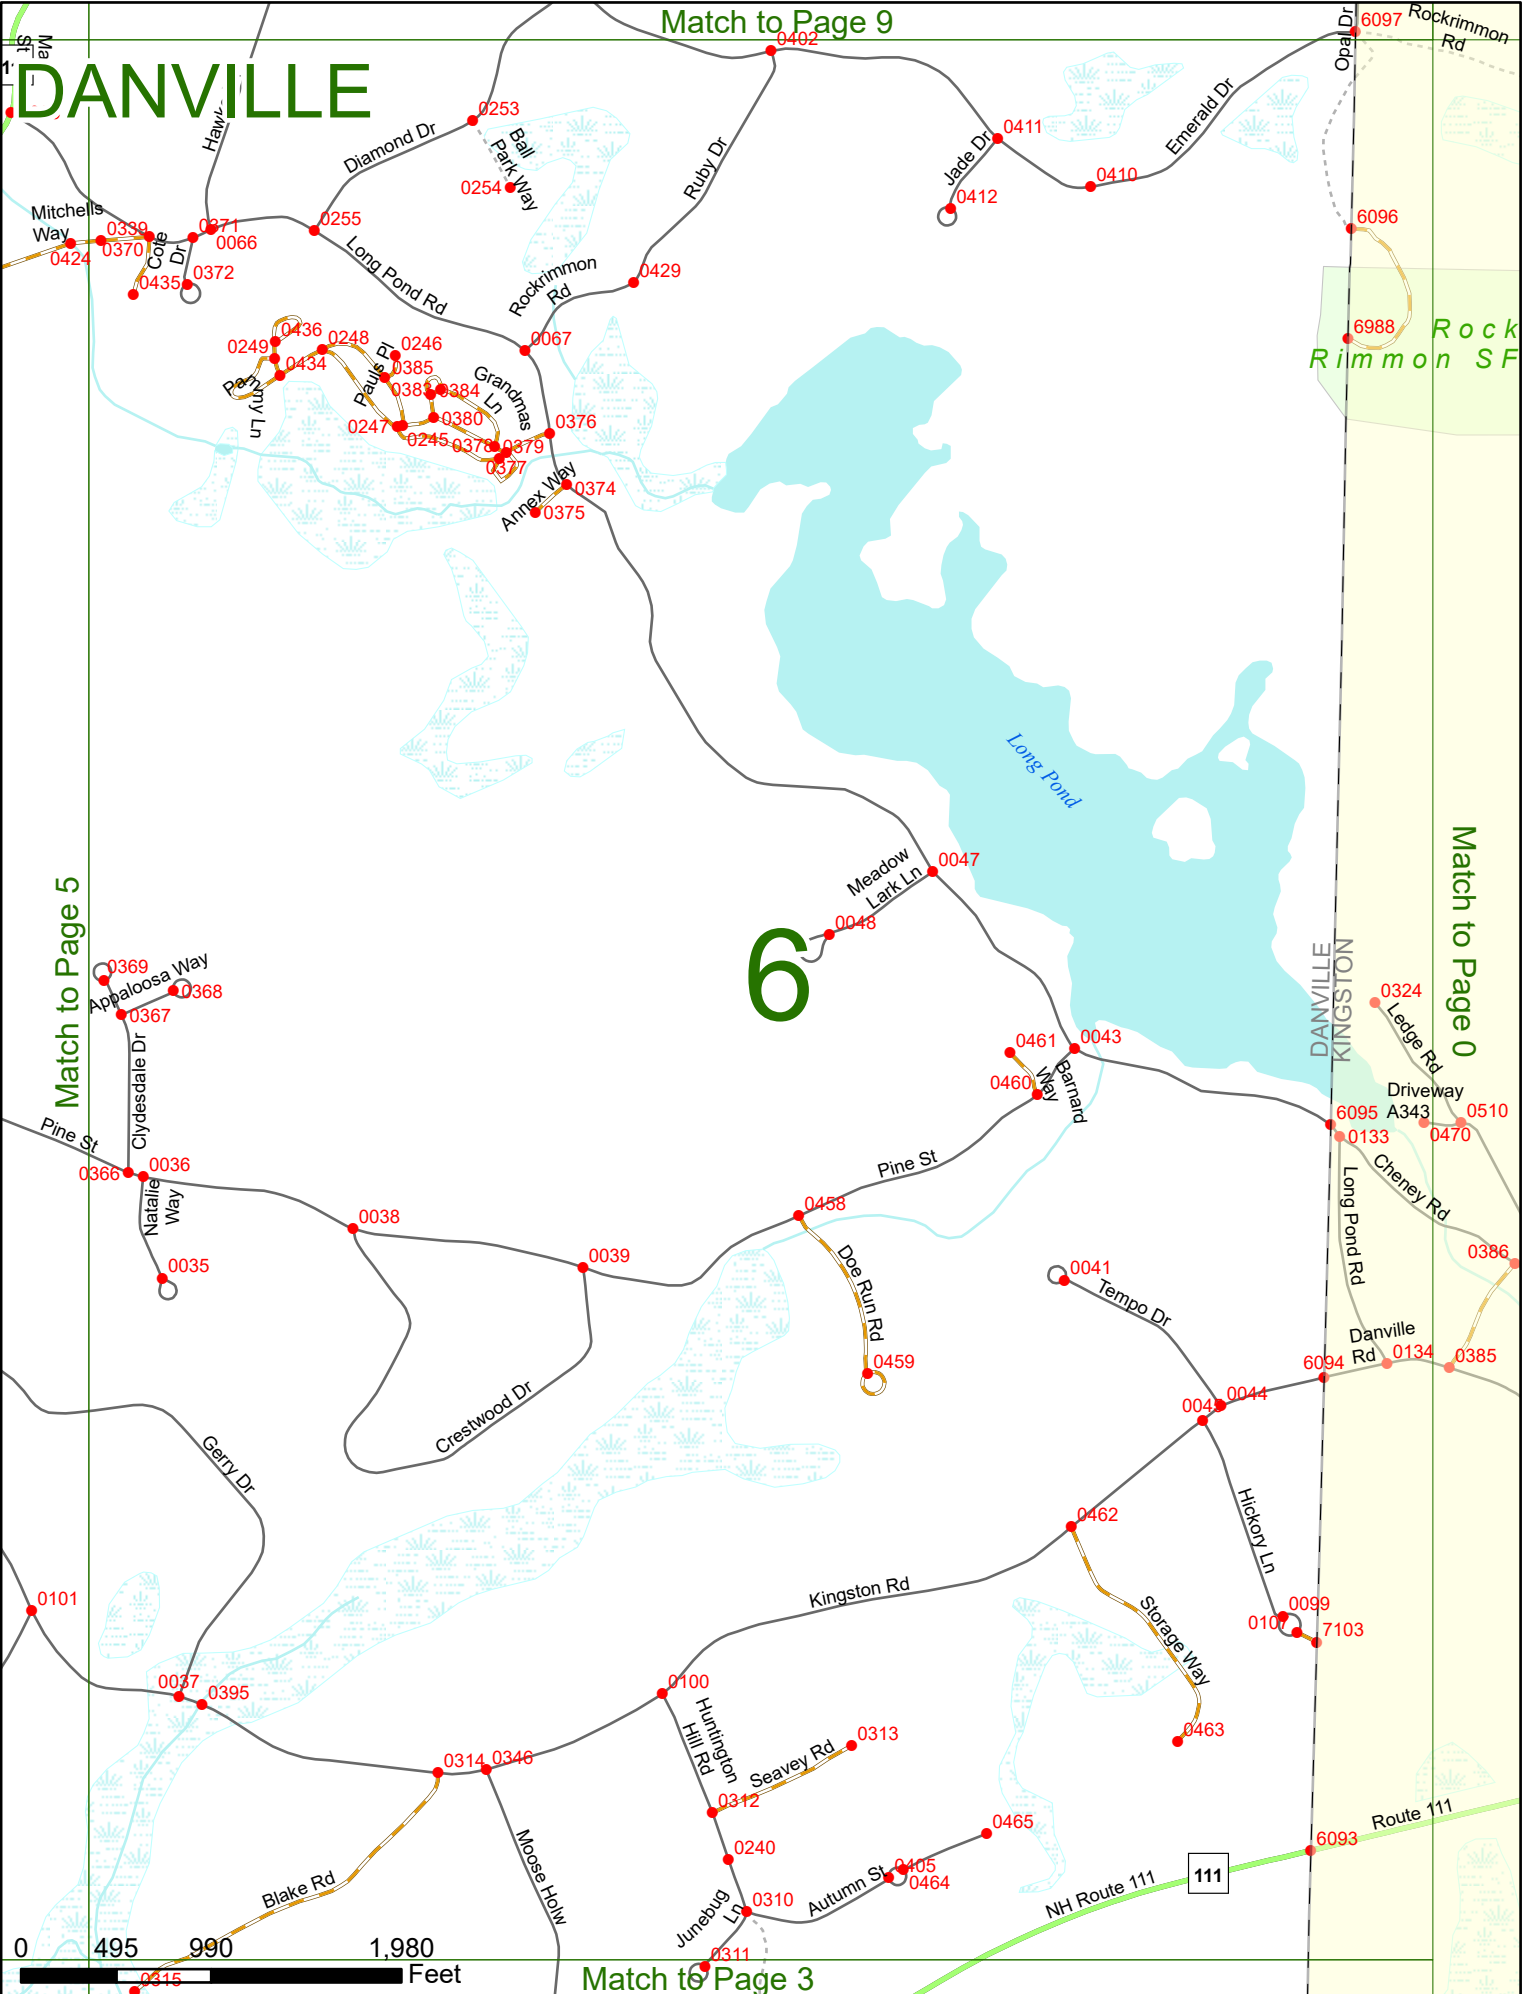 Match to Page 9
DANVILLE
Ma
St
0402
6097
Opal Dr
Rockrimmon
Rd
0253
Ball
Park Way
0254
Diamond Dr
Ruby Dr
0411
Jade Dr
0412
0410
Emerald Dr
6096
Mitchells
Way
0424
0339
0370
Cote
Dr
0371
0066
0372
0435
0255
Long Pond Rd
Rockrimmon
Rd
0429
0067
6988
Rock
Rimmon SF
0436
0249
0248
0434
Pammy Ln
Pauls Pl
0246
0385
0383
0384
Grandmas
Ln
0380
0247
0245
0378
0379
0377
0376
0374
Annex Way
0375
Long Pond
Match to Page 5
Match to Page 0
0047
Meadow
Lark Ln
0048
6
DANVILLE
KINGSTON
0369
Appaloosa Way
0368
0367
Clydesdale Dr
0324
Ledge Rd
0461
0043
0460
Barnard
Way
Driveway
A343
0510
0470
6095
0133
Pine St
0366
0036
Natalie
Way
0035
Pine St
Cheney Rd
Long Pond Rd
0038
0039
0458
Doe Run Rd
0459
0041
Tempo Dr
0386
Danville
Rd
0134
0385
6094
0044
Crestwood Dr
Gerry Dr
Hickory Ln
0462
0101
Kingston Rd
Storage Way
0099
0107
7103
0037
0395
0100
Huntington
Hill Rd
0313
Seavey Rd
0463
0314
0346
0312
0465
Route 111
0240
6093
Moose Holw
Autumn St
0405
0464
111
NH Route 111
Blake Rd
Junebug
Ln
0310
0311
0 495 990 1,980
Feet
0315
Match to Page 3